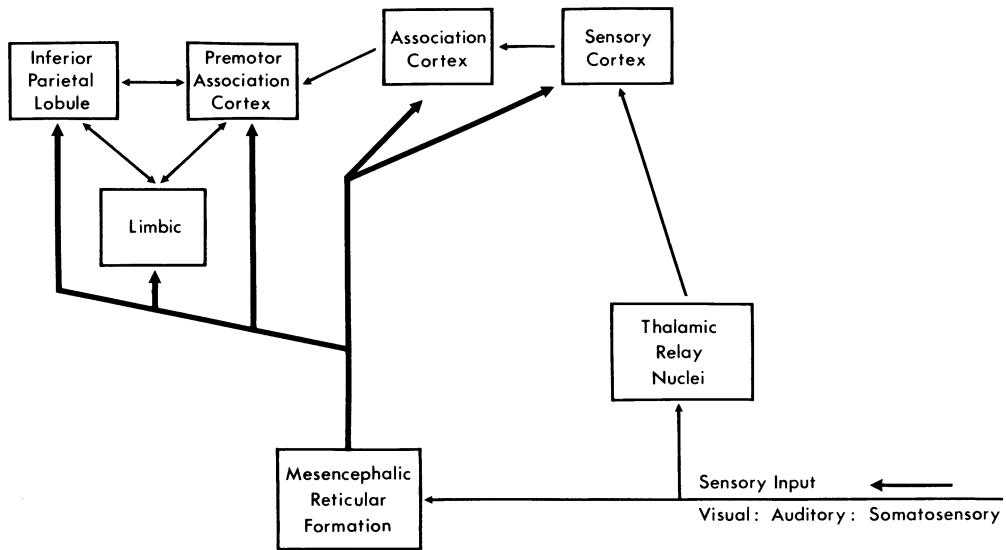 Inferior
Parietal
Lobule
Premotor
Association
Cortex
Association
Cortex
Sensory
Cortex
Limbic
Thalamic
Relay
Nuclei
Mesencephalic
Reticular
Formation
Sensory Input
Visual: Auditory: Somatosensory